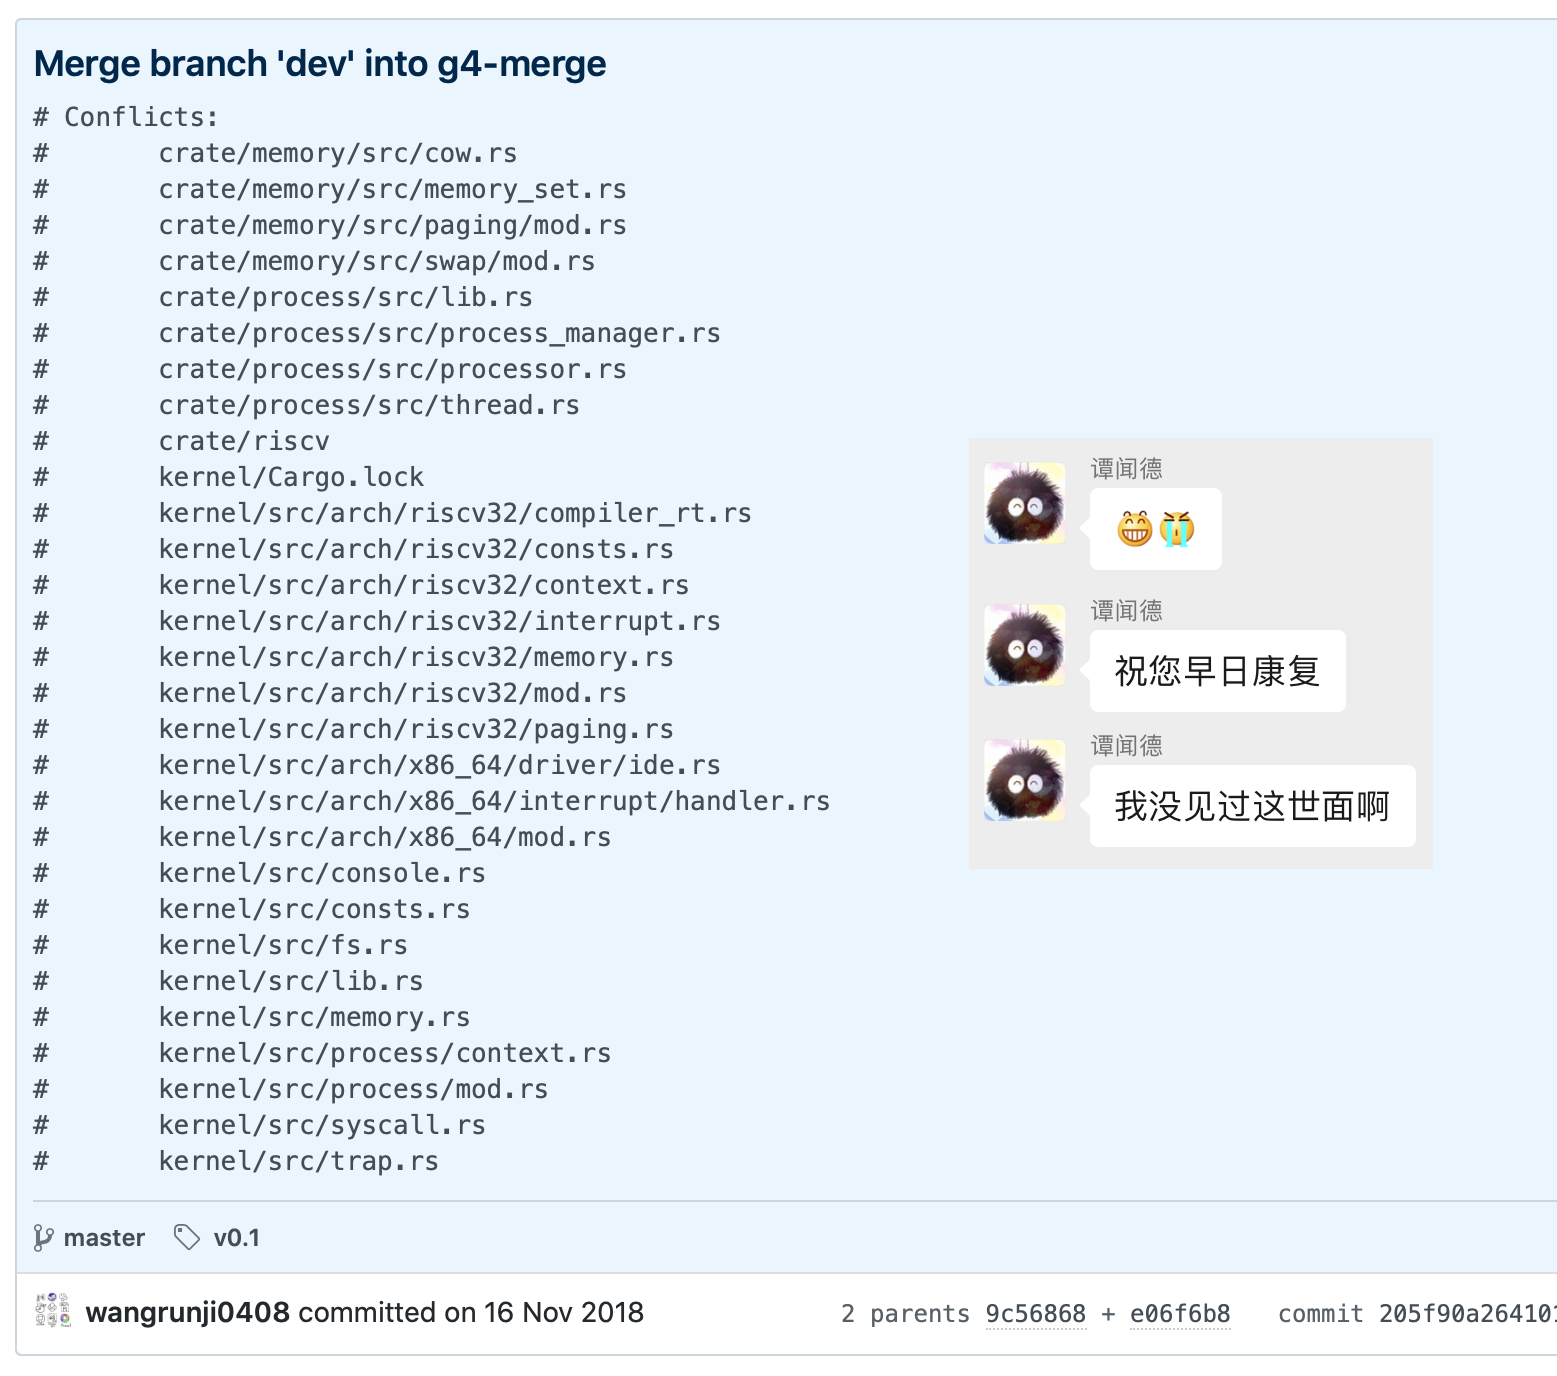 Merge branch 'dev' into g4-merge
# Conflicts:
# crate/memory/src/cow.rs
# crate/memory/src/memory_set.rs
# crate/memory/src/paging/mod.rs
# crate/memory/src/swap/mod.rs
# crate/process/src/lib.rs
# crate/process/src/process_manager.rs
# crate/process/src/processor.rs
# crate/process/src/thread.rs
# crate/riscv
# kernel/Cargo.lock
# kernel/src/arch/riscv32/compiler_rt.rs
# kernel/src/arch/riscv32/consts.rs
# kernel/src/arch/riscv32/context.rs
# kernel/src/arch/riscv32/interrupt.rs
# kernel/src/arch/riscv32/memory.rs
# kernel/src/arch/riscv32/mod.rs
# kernel/src/arch/riscv32/paging.rs
# kernel/src/arch/x86_64/driver/ide.rs
# kernel/src/arch/x86_64/interrupt/handler.rs
# kernel/src/arch/x86_64/mod.rs
# kernel/src/console.rs
# kernel/src/consts.rs
# kernel/src/fs.rs
# kernel/src/lib.rs
# kernel/src/memory.rs
# kernel/src/process/context.rs
# kernel/src/process/mod.rs
# kernel/src/syscall.rs
# kernel/src/trap.rs
谭闻德
😁😭
谭闻德
祝您早日康复
谭闻德
我没见过这世面啊
master v0.1
wangrunji0408 committed on 16 Nov 2018 2 parents 9c56868 + e06f6b8 commit 205f90a264101